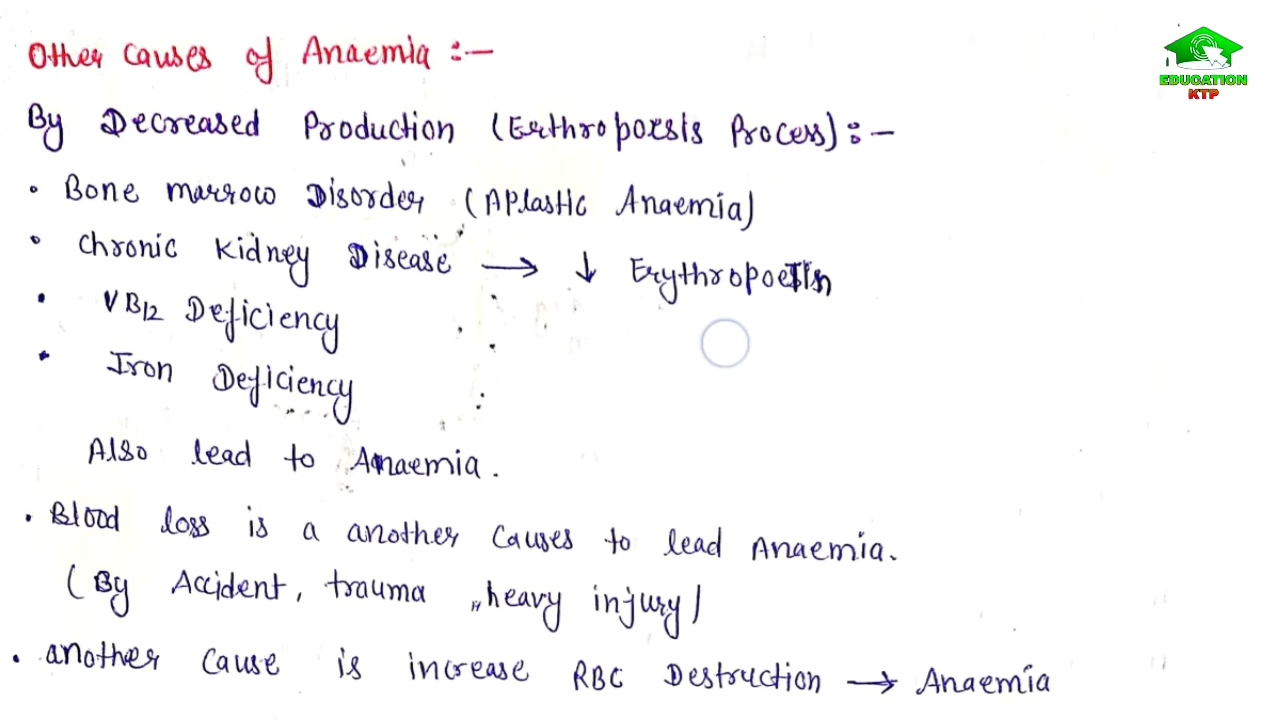 Other Causes of Anaemia :-
EDUCATION
KTP
By Decreased Production (Erthropoesis Process) :-
• Bone marrow Disorder (APlastic Anaemia)
• Chronic Kidney Disease → ↓ Erythropoetin
• VB12 Deficiency
• Iron Deficiency
Also lead to Anaemia.
• Blood loss is a another causes to lead Anaemia.
(By Accident, trauma ,, heavy injury)
• another cause is increase RBC Destruction → Anaemia